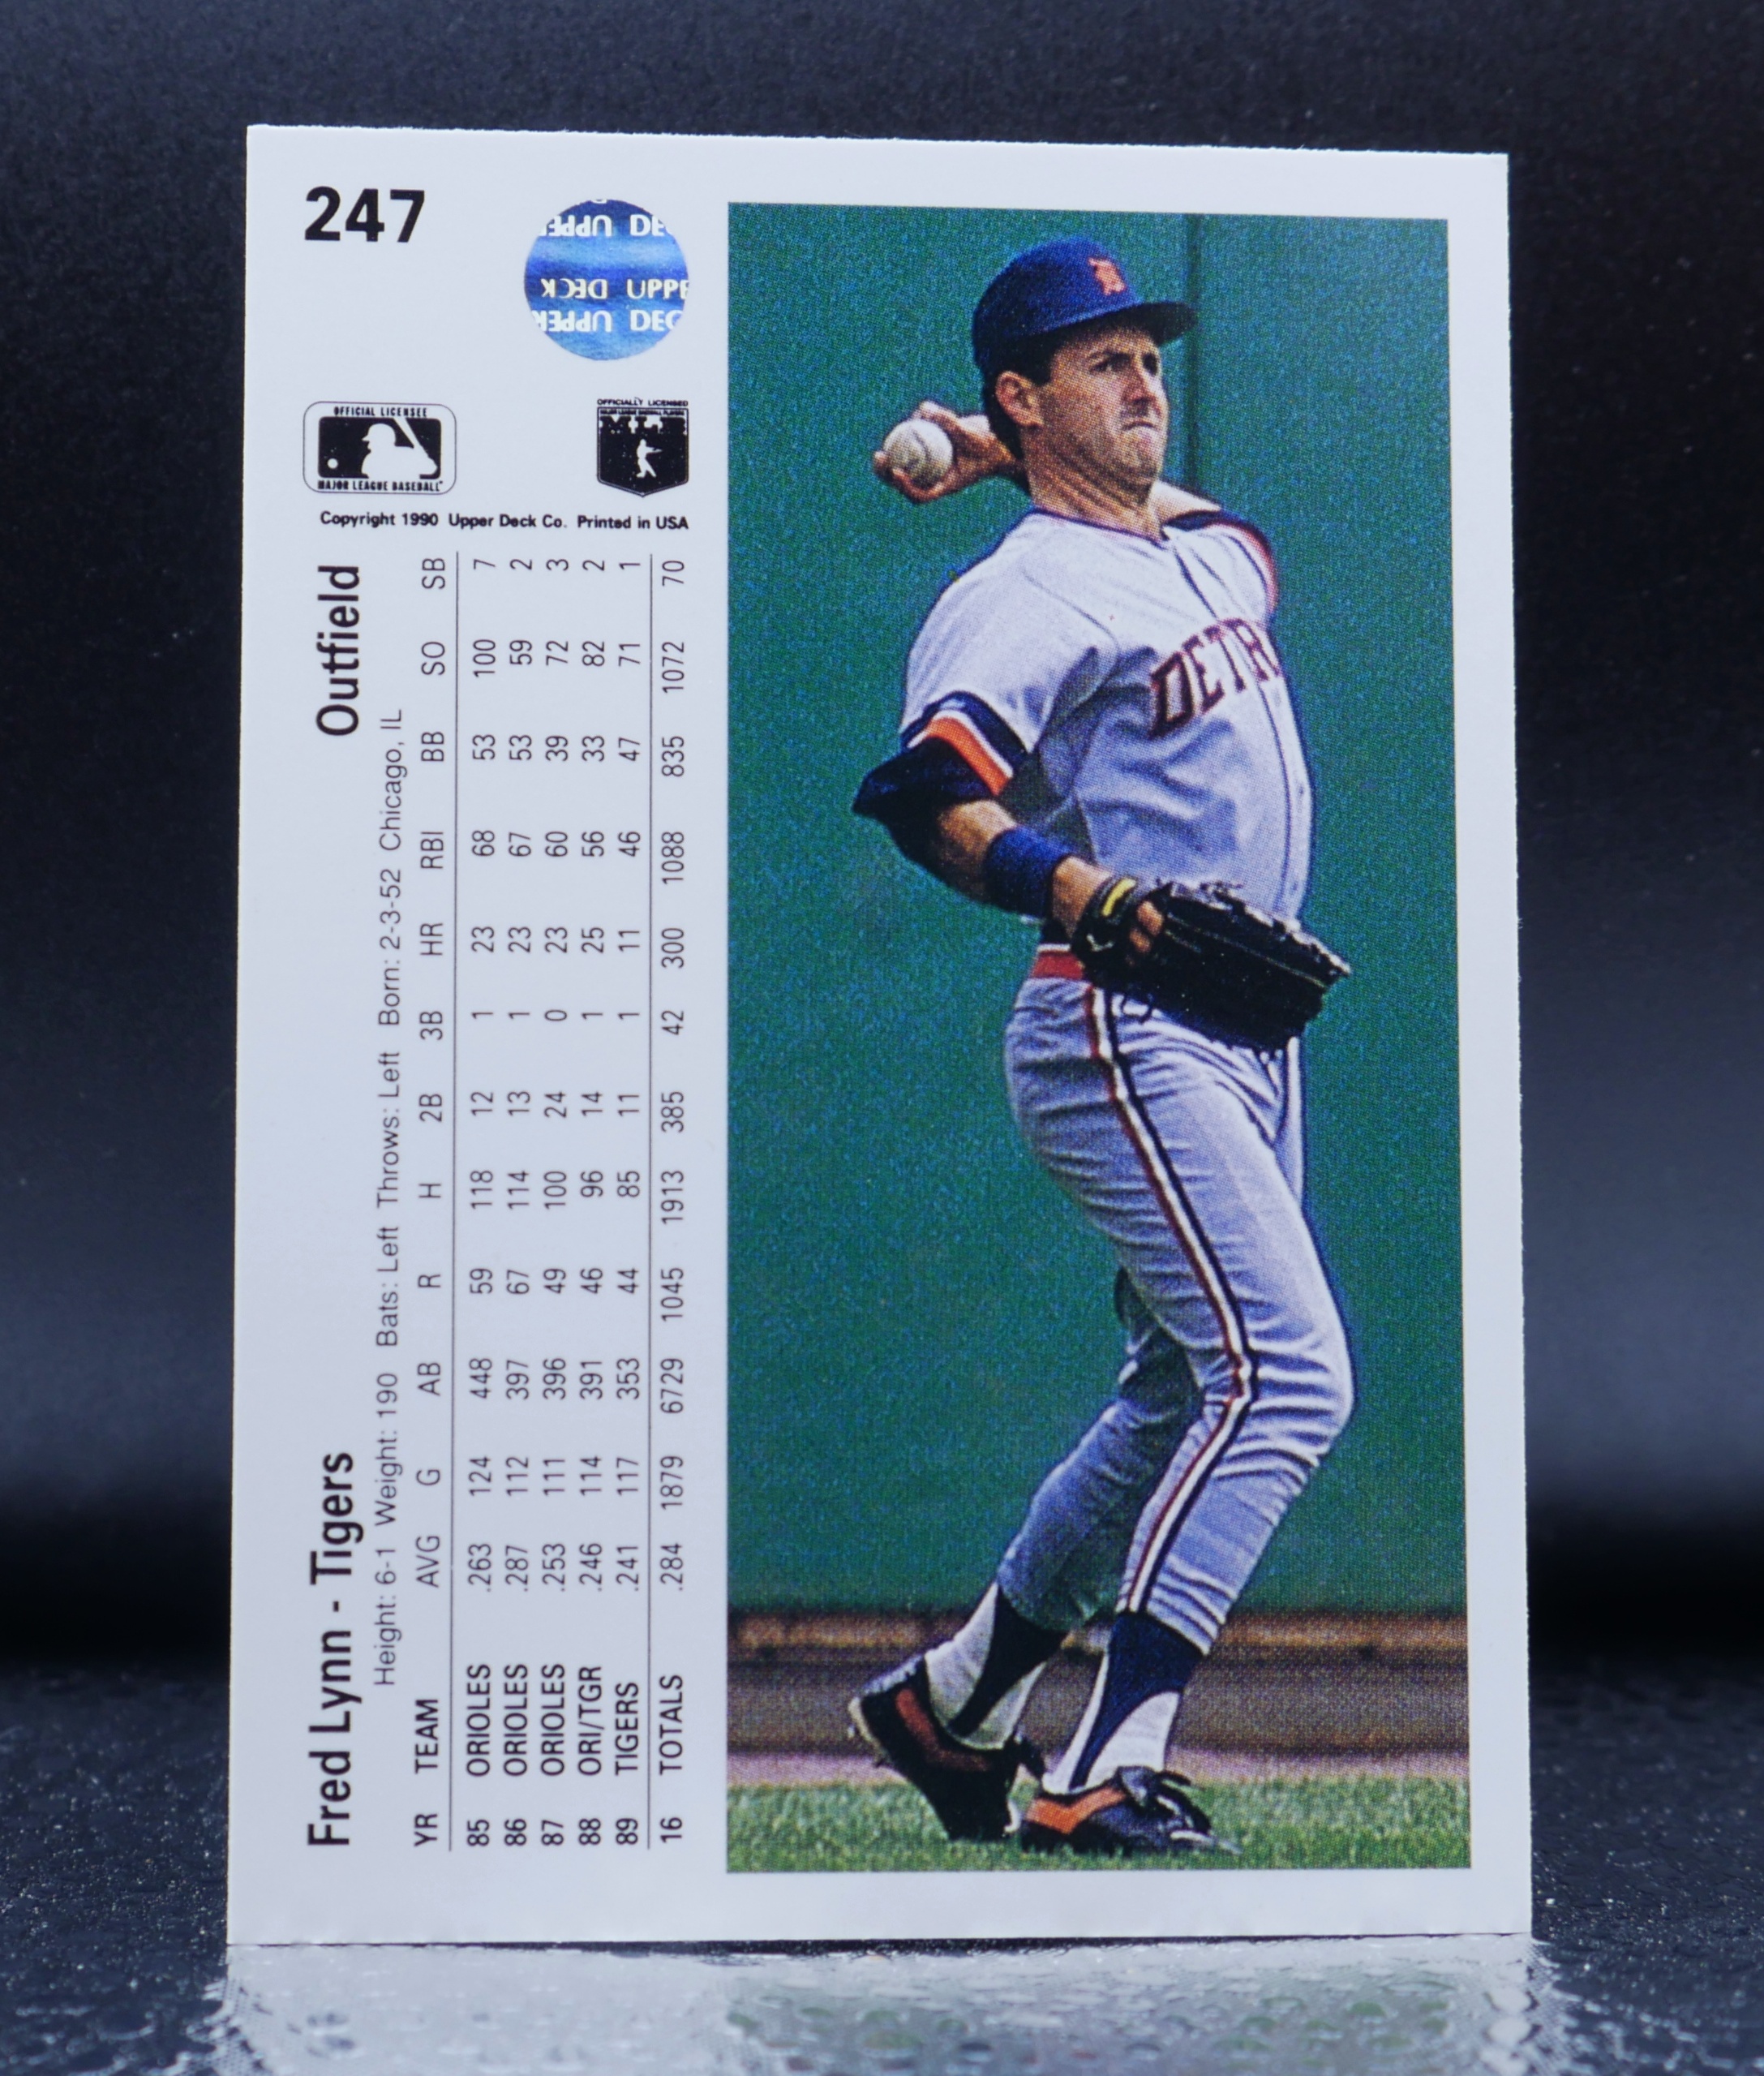 247
UPPER DE
DECK UPPE
UPPER DEC
OFFICIAL LICENSEE
MAJOR LEAGUE BASEBALL
OFFICIALLY LICENSED
MAJOR LEAGUE BASEBALL PLAYERS
Copyright 1990 Upper Deck Co. Printed in USA
Fred Lynn - Tigers Outfield
Height: 6-1 Weight: 190 Bats: Left Throws: Left Born: 2-3-52 Chicago, IL
YR TEAM AVG G AB R H 2B 3B HR RBI BB SO SB
85 ORIOLES .263 124 448 59 118 12 1 23 68 53 100 7
86 ORIOLES .287 112 397 67 114 13 1 23 67 53 59 2
87 ORIOLES .253 111 396 49 100 24 0 23 60 39 72 3
88 ORI/TGR .246 114 391 46 96 14 1 25 56 33 82 2
89 TIGERS .241 117 353 44 85 11 1 11 46 47 71 1
16 TOTALS .284 1879 6729 1045 1913 385 42 300 1088 835 1072 70
D
DETR